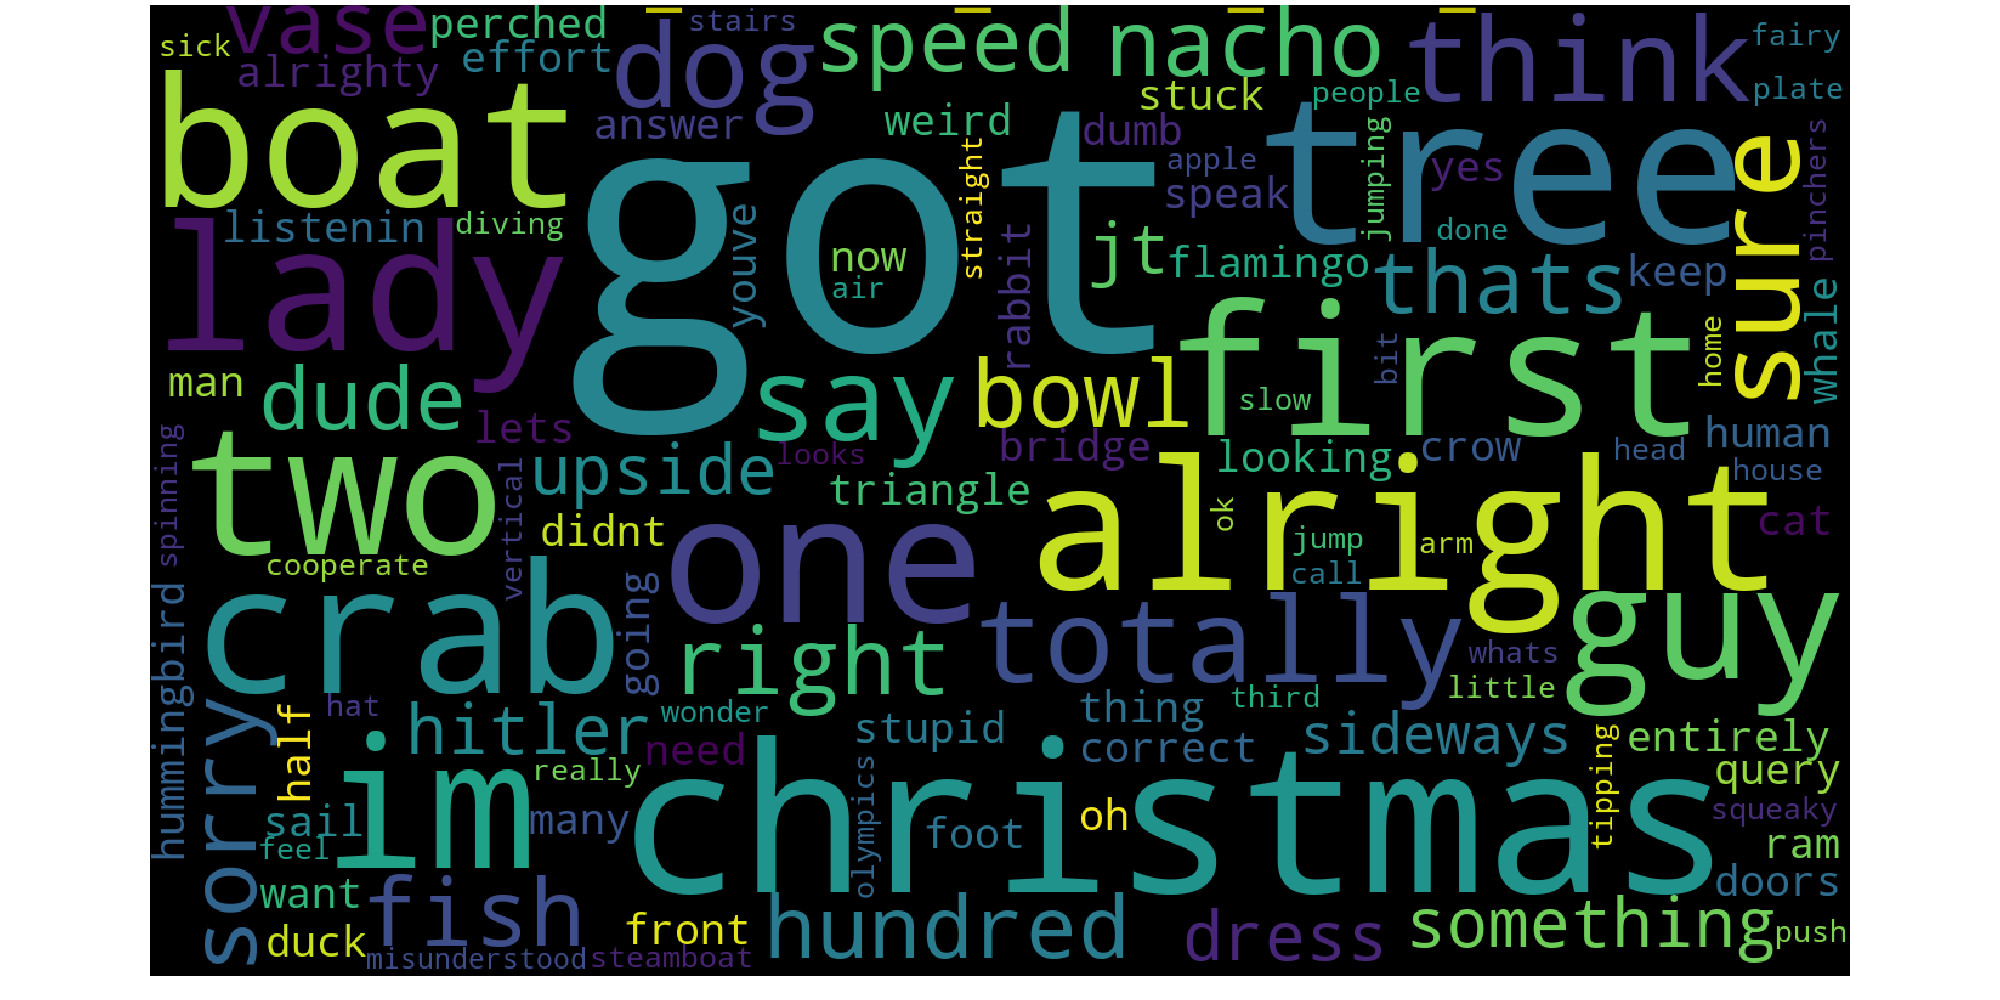 sick
vase
perched
stairs
alrighty
effort
dog
speed
nacho
think
fairy
plate
boat
answer
weird
stuck
people
dumb
apple
speak
jumping
yes
tree
sure
pinchers
got
listenin
diving
youve
now
air
straight
rabbit
jt
flamingo
done
thats
keep
whale
lady
man
dude
lets
say
bowl
first
slow
bit
home
looks
bridge
looking
crow
head
human
house
spinning
two
upside
triangle
vertical
didnt
one
alright
ok
jump
call
arm
cat
cooperate
crab
going
right
totally
whats
little
guy
hummingbird
hat
half
sorry
hitler
wonder
need
really
stupid
third
thing
correct
sideways
tipping
entirely
query
squeaky
sail
feel
im
many
christmas
olympics
foot
oh
ram
doors
want
fish
duck
misunderstood
steamboat
front
hundred
dress
something
push